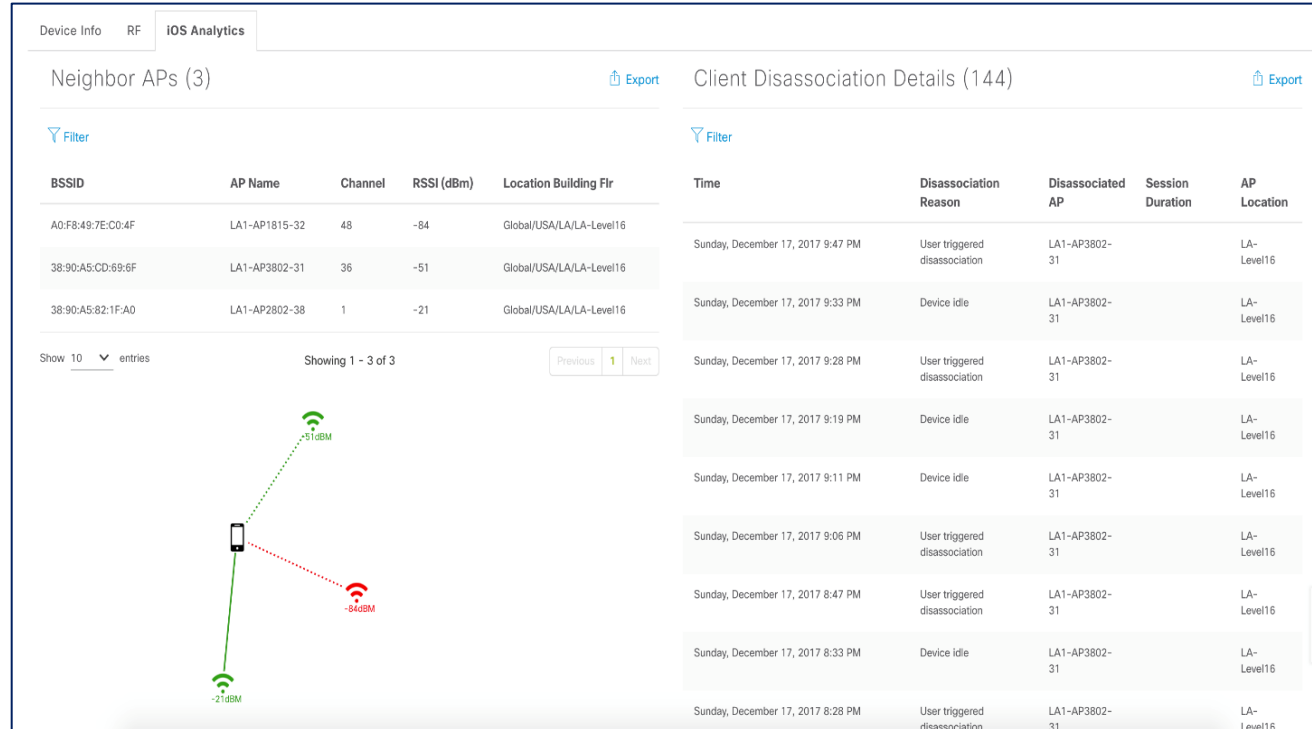 Device Info RF iOS Analytics
Neighbor APs (3) Export
Filter
BSSID AP Name Channel RSSI (dBm) Location Building Flr
A0:F8:49:7E:C0:4F LA1-AP1815-32 48 -84 Global/USA/LA/LA-Level16
38:90:A5:CD:69:6F LA1-AP3802-31 36 -51 Global/USA/LA/LA-Level16
38:90:A5:82:1F:A0 LA1-AP2802-38 1 -21 Global/USA/LA/LA-Level16
Show 10 entries Showing 1 - 3 of 3 Previous 1 Next
-51dBM
-84dBM
-21dBM
Client Disassociation Details (144) Export
Filter
Time Disassociation Disassociated Session AP
Reason AP Duration Location
Sunday, December 17, 2017 9:47 PM User triggered LA1-AP3802- LA-
disassociation 31 Level16
Sunday, December 17, 2017 9:33 PM Device idle LA1-AP3802- LA-
31 Level16
Sunday, December 17, 2017 9:28 PM User triggered LA1-AP3802- LA-
disassociation 31 Level16
Sunday, December 17, 2017 9:19 PM Device idle LA1-AP3802- LA-
31 Level16
Sunday, December 17, 2017 9:11 PM Device idle LA1-AP3802- LA-
31 Level16
Sunday, December 17, 2017 9:06 PM User triggered LA1-AP3802- LA-
disassociation 31 Level16
Sunday, December 17, 2017 8:47 PM User triggered LA1-AP3802- LA-
disassociation 31 Level16
Sunday, December 17, 2017 8:33 PM Device idle LA1-AP3802- LA-
31 Level16
Sunday, December 17, 2017 8:28 PM User triggered LA1-AP3802- LA-
disassociation 31 Level16